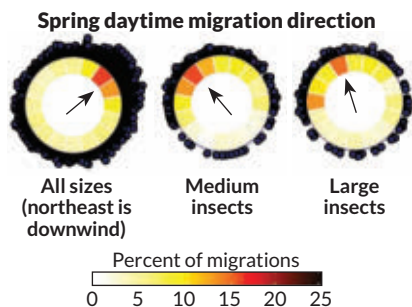 Spring daytime migration direction
All sizes
(northeast is
downwind)
Medium
insects
Large
insects
Percent of migrations
0 5 10 15 20 25